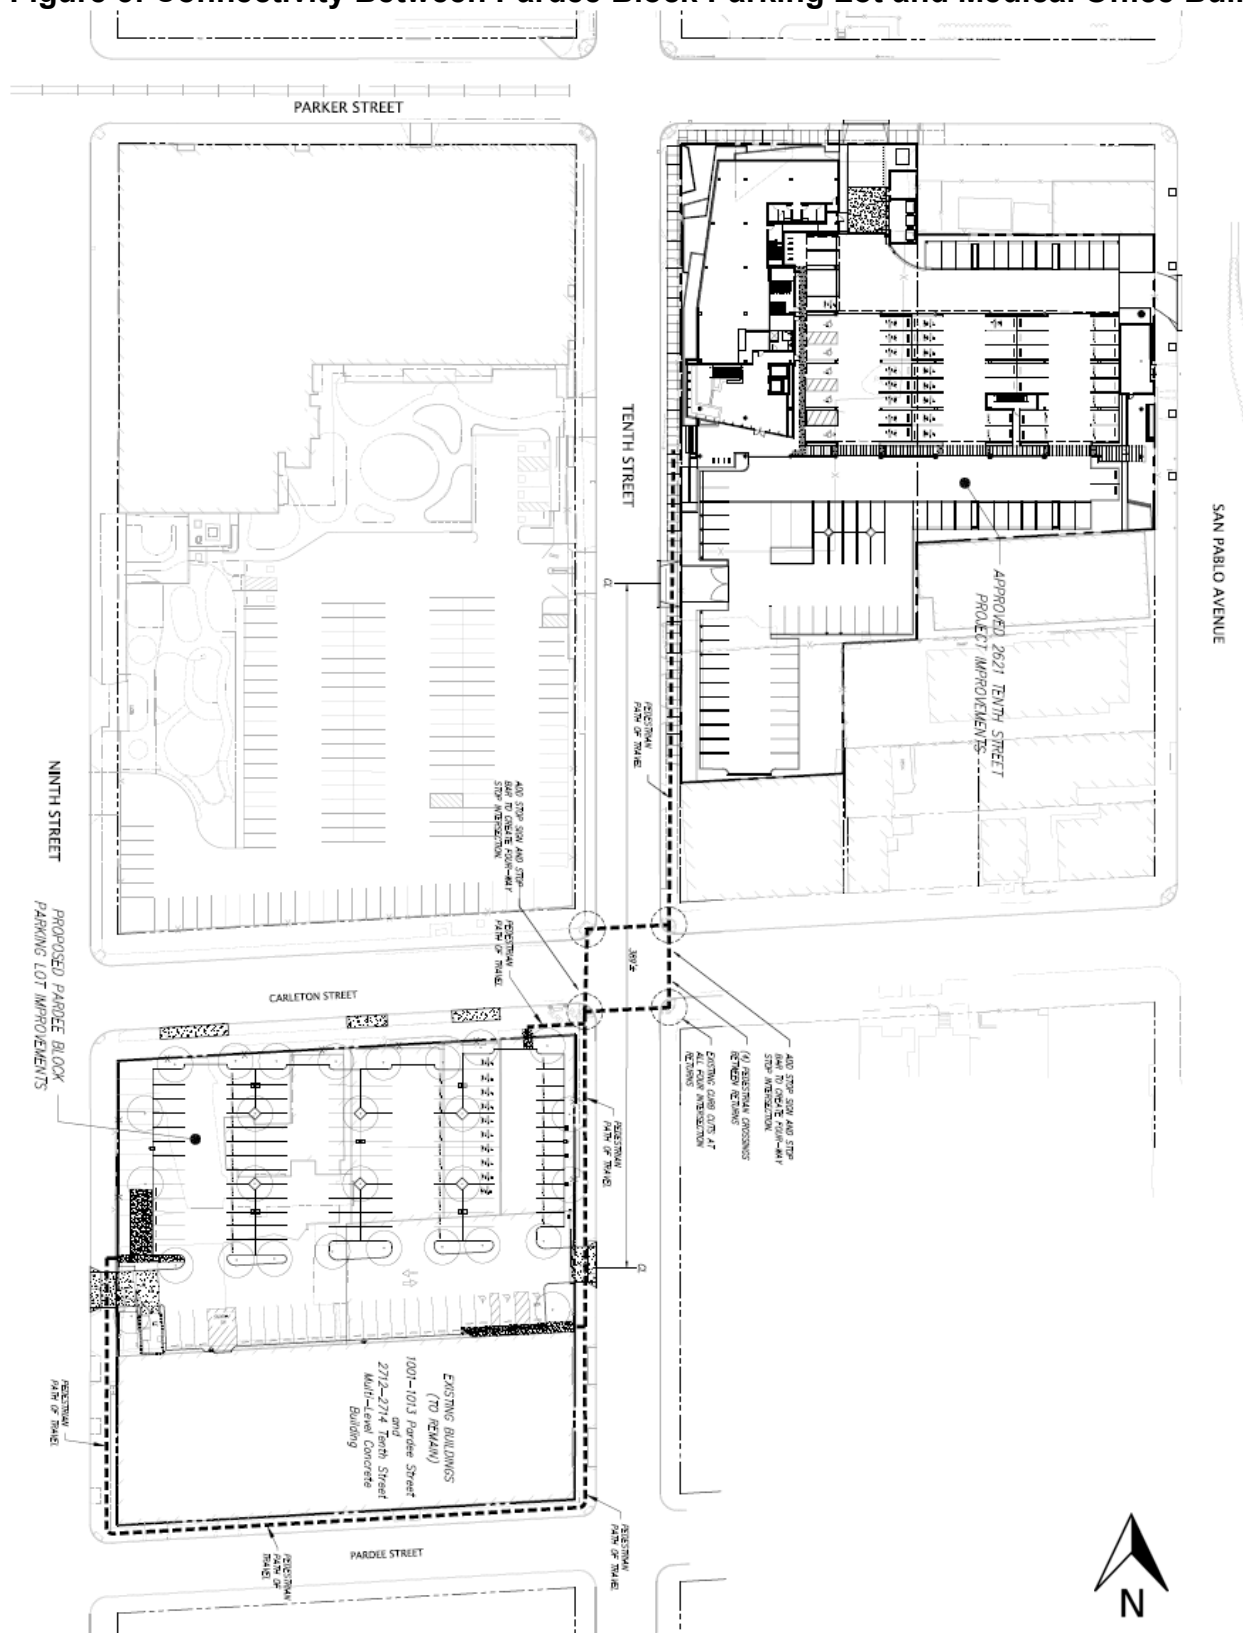 Figure 3: Connectivity Between Pardee Block Parking Lot and Medical Office Buil
PARKER STREET
TENTH STREET
SAN PABLO AVENUE
CL
APPROVED 2621 TENTH STREET
PROJECT IMPROVEMENTS
PEDESTRIAN
PATH OF TRAVEL
NINTH STREET
ADD STOP SIGN AND STOP
BAR TO CREATE FOUR-WAY
STOP INTERSECTION.
PROPOSED PARDEE BLOCK
PARKING LOT IMPROVEMENTS
PEDESTRIAN
PATH OF TRAVEL
389'±
CARLETON STREET
ADD STOP SIGN AND STOP
BAR TO CREATE FOUR-WAY
STOP INTERSECTION.
(4) PEDESTRIAN CROSSINGS
BETWEEN RETURNS
EXISTING CURB CUTS AT
ALL FOUR INTERSECTION
RETURNS
PEDESTRIAN
PATH OF TRAVEL
CL
EXISTING BUILDINGS
(TO REMAIN)
1001-1013 Pardee Street
and
2712-2714 Tenth Street
Multi-Level Concrete
Building
PEDESTRIAN
PATH OF TRAVEL
PEDESTRIAN
PATH OF TRAVEL
PARDEE STREET
PEDESTRIAN
PATH OF
TRAVEL
N